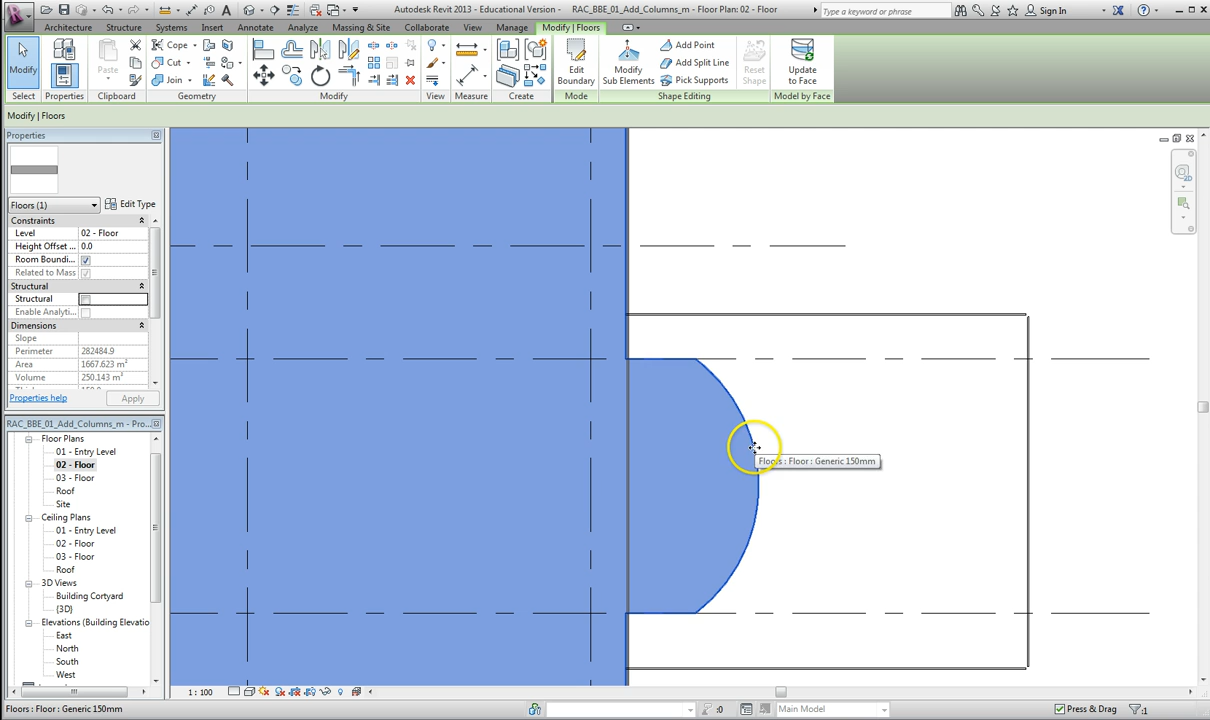 Autodesk Revit 2013 - Educational Version - RAC_BBE_01_Add_Columns_m - Floor Plan: 02 - Floor
Type a keyword or phrase
Sign In
Architecture Structure Systems Insert Annotate Analyze Massing & Site Collaborate View Manage Modify | Floors
Modify
Paste
Cope
Cut
Join
Edit Boundary
Modify Sub Elements
Add Point
Add Split Line
Pick Supports
Reset Shape
Update to Face
Select Properties Clipboard Geometry Modify View Measure Create Mode Shape Editing Model by Face
Modify | Floors
Properties
Floors (1)
Edit Type
Constraints
Level 02 - Floor
Height Offset ... 0.0
Room Boundi...
Related to Mass
Structural
Structural
Enable Analyti...
Dimensions
Slope
Perimeter 282484.9
Area 1667.623 m²
Volume 250.143 m³
Properties help
Apply
RAC_BBE_01_Add_Columns_m - Pro...
Floor Plans
01 - Entry Level
02 - Floor
03 - Floor
Roof
Site
Ceiling Plans
01 - Entry Level
02 - Floor
03 - Floor
Roof
3D Views
Building Cortyard
{3D}
Elevations (Building Elevatio
East
North
South
West
Floors : Floor : Generic 150mm
2D
1 : 100
Floors : Floor : Generic 150mm
:0
Main Model
Press & Drag
:1